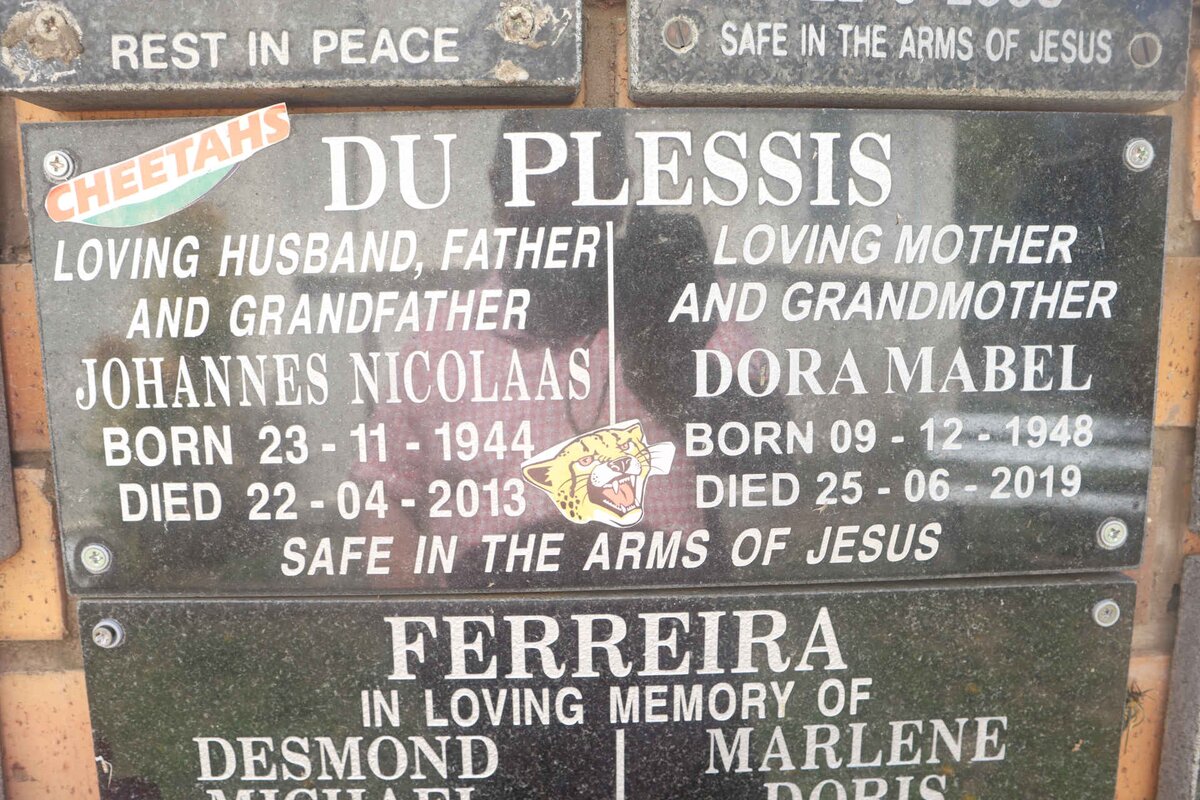 REST IN PEACE
SAFE IN THE ARMS OF JESUS
CHEETAHS
DU PLESSIS
LOVING HUSBAND, FATHER
AND GRANDFATHER
JOHANNES NICOLAAS
BORN 23 - 11 - 1944
DIED 22 - 04 - 2013
LOVING MOTHER
AND GRANDMOTHER
DORA MABEL
BORN 09 - 12 - 1948
DIED 25 - 06 - 2019
SAFE IN THE ARMS OF JESUS
FERREIRA
IN LOVING MEMORY OF
DESMOND
MICHAEL
MARLENE
DORIS